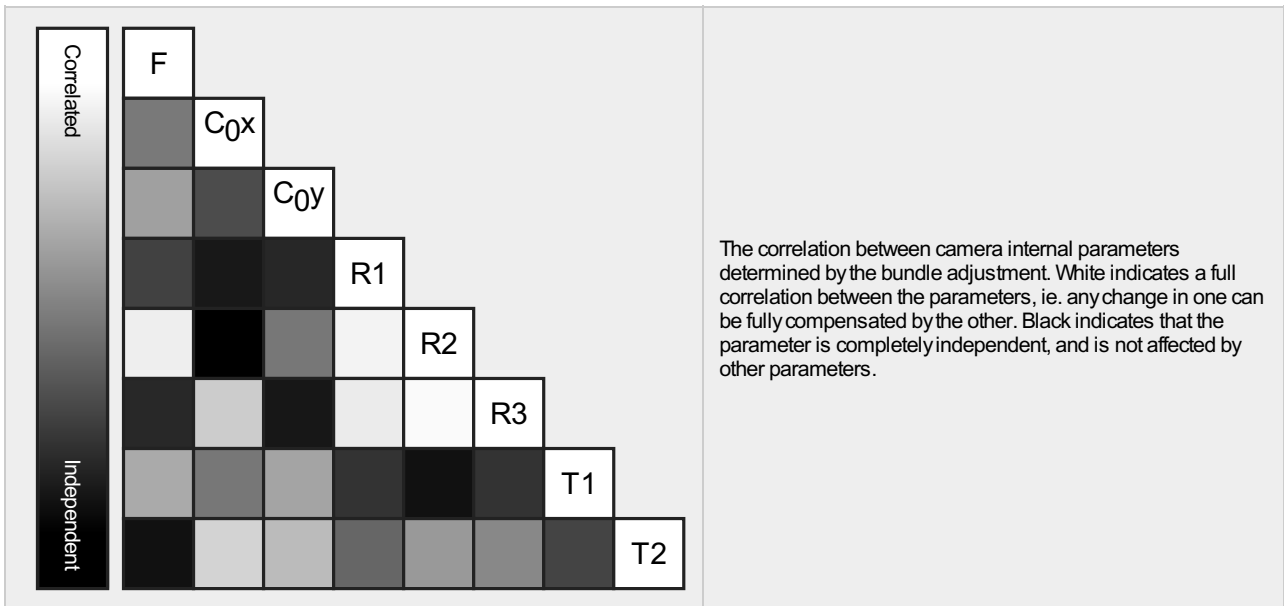 Correlated
Independent
F
C0x
C0y
R1
R2
R3
T1
T2
The correlation between camera internal parameters
determined by the bundle adjustment. White indicates a full
correlation between the parameters, ie. any change in one can
be fully compensated by the other. Black indicates that the
parameter is completely independent, and is not affected by
other parameters.